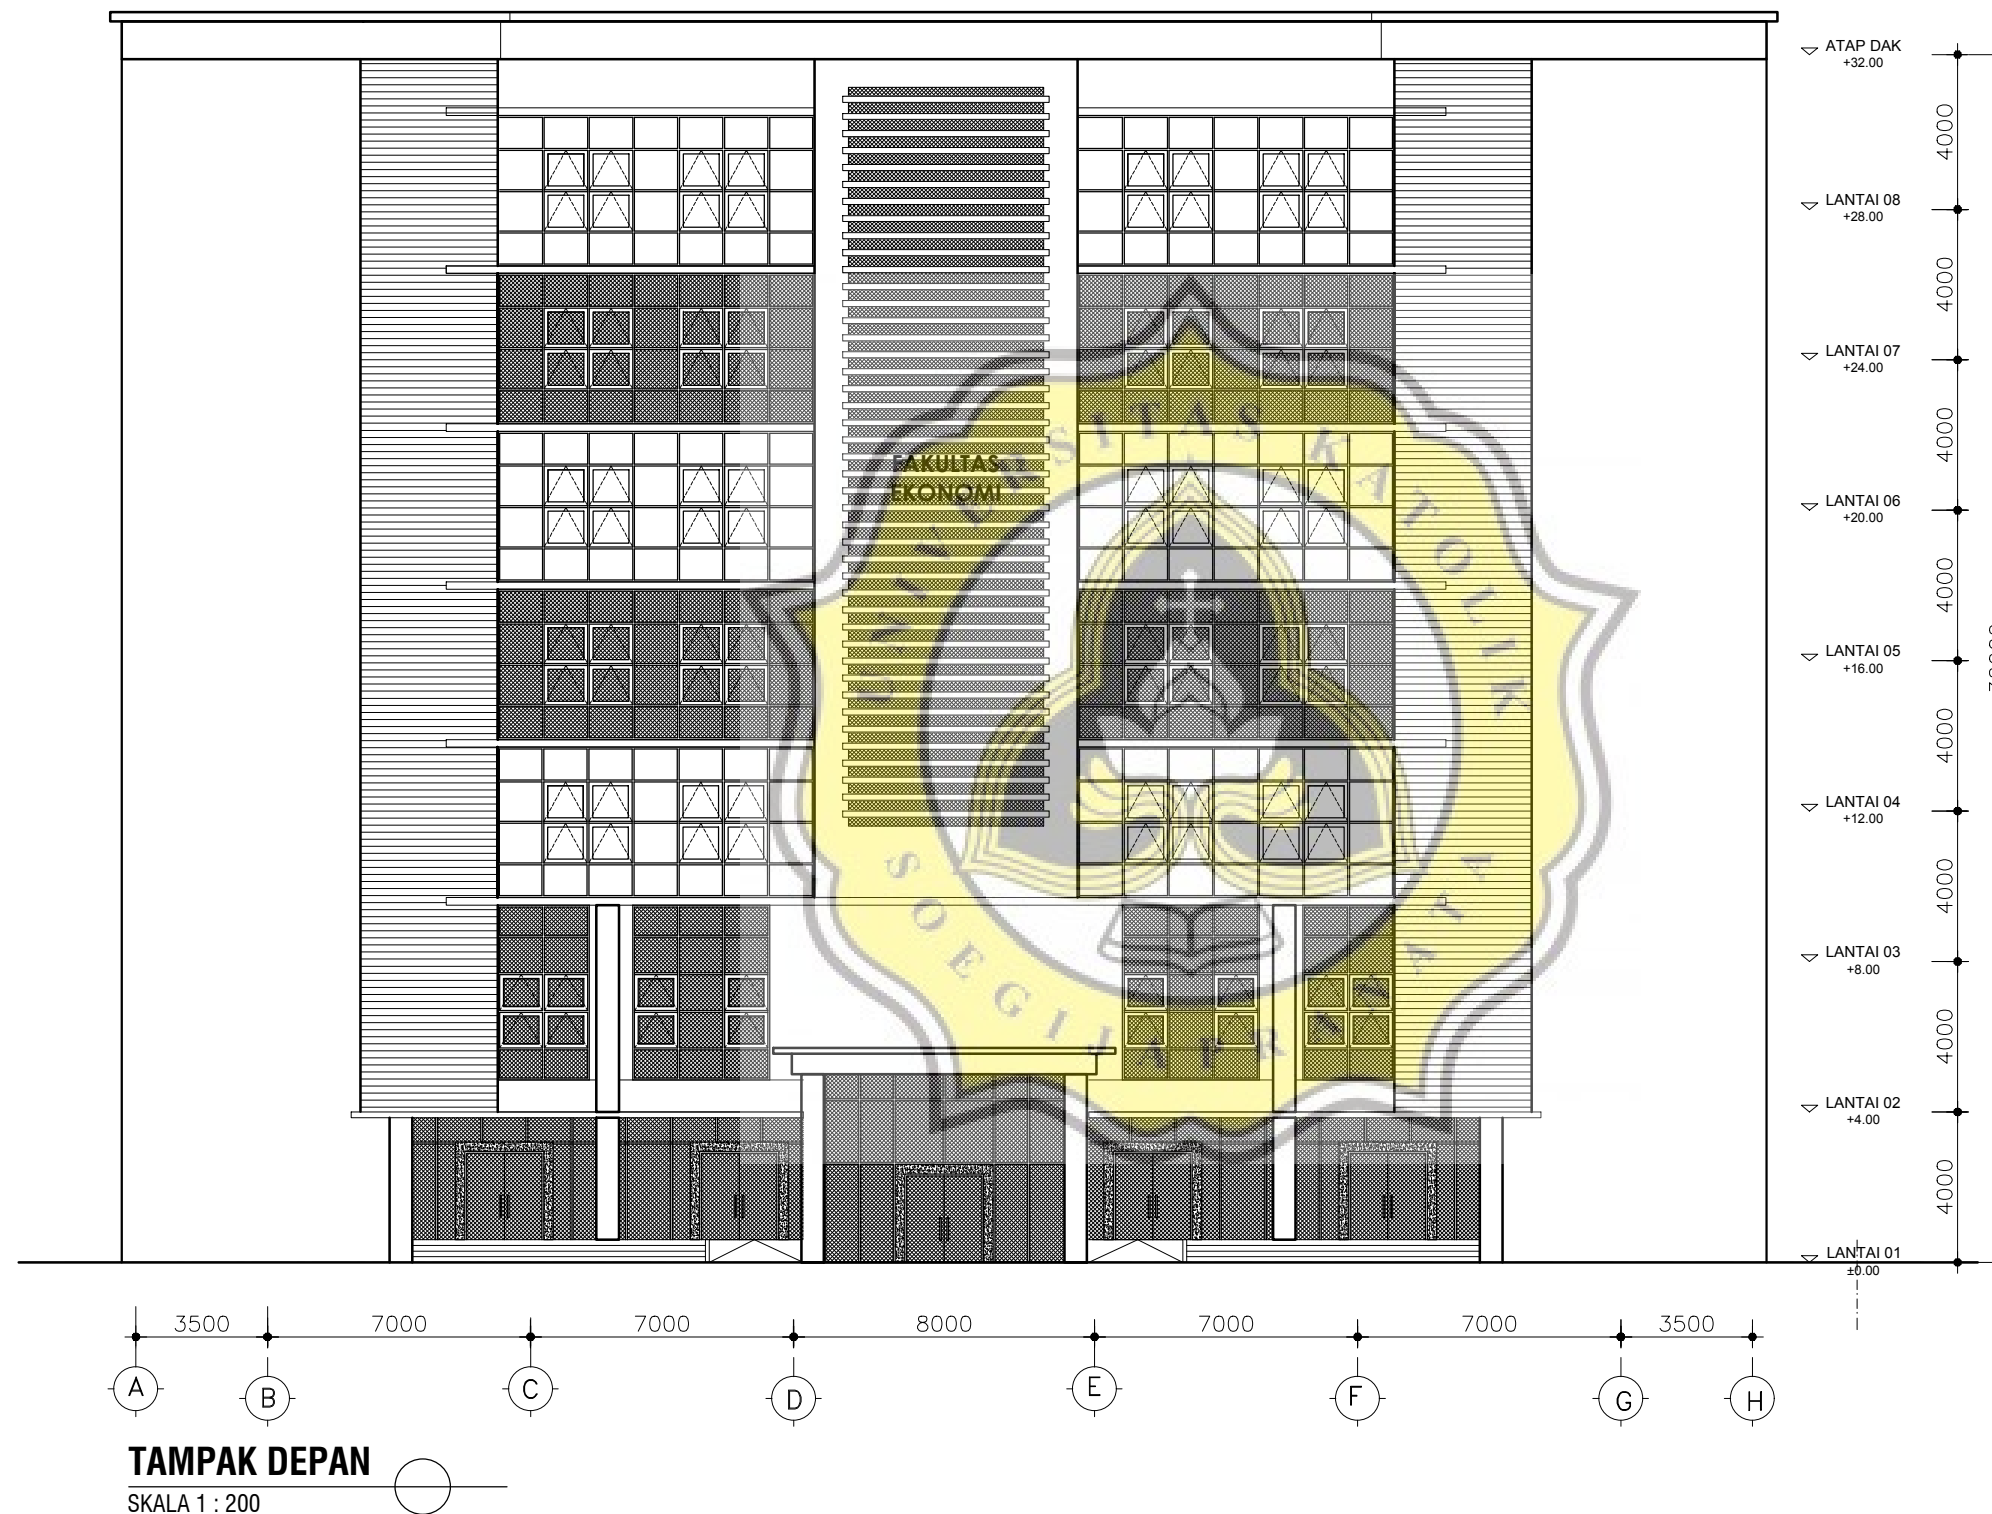 ATAP DAK
+32.00
4000
LANTAI 08
+28.00
4000
LANTAI 07
+24.00
4000
LANTAI 06
+20.00
4000
LANTAI 05
+16.00
4000
LANTAI 04
+12.00
4000
LANTAI 03
+8.00
4000
LANTAI 02
+4.00
4000
LANTAI 01
±0.00
FAKULTAS
EKONOMI
UNIVERSITAS KATOLIK
SOEGIJAPRANATA
3500 7000 7000 8000 7000 7000 3500
A B C D E F G H
TAMPAK DEPAN
SKALA 1 : 200